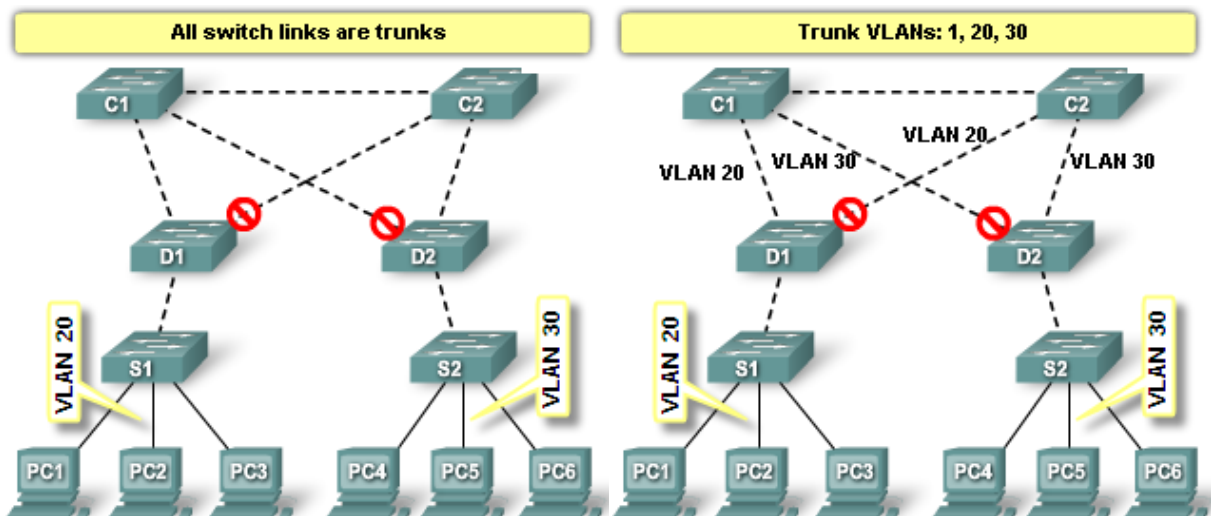 All switch links are trunks
C1
C2
D1
D2
VLAN 20
VLAN 30
S1
S2
PC1
PC2
PC3
PC4
PC5
PC6
Trunk VLANs: 1, 20, 30
C1
C2
VLAN 20
VLAN 20
VLAN 30
VLAN 30
D1
D2
VLAN 20
VLAN 30
S1
S2
PC1
PC2
PC3
PC4
PC5
PC6